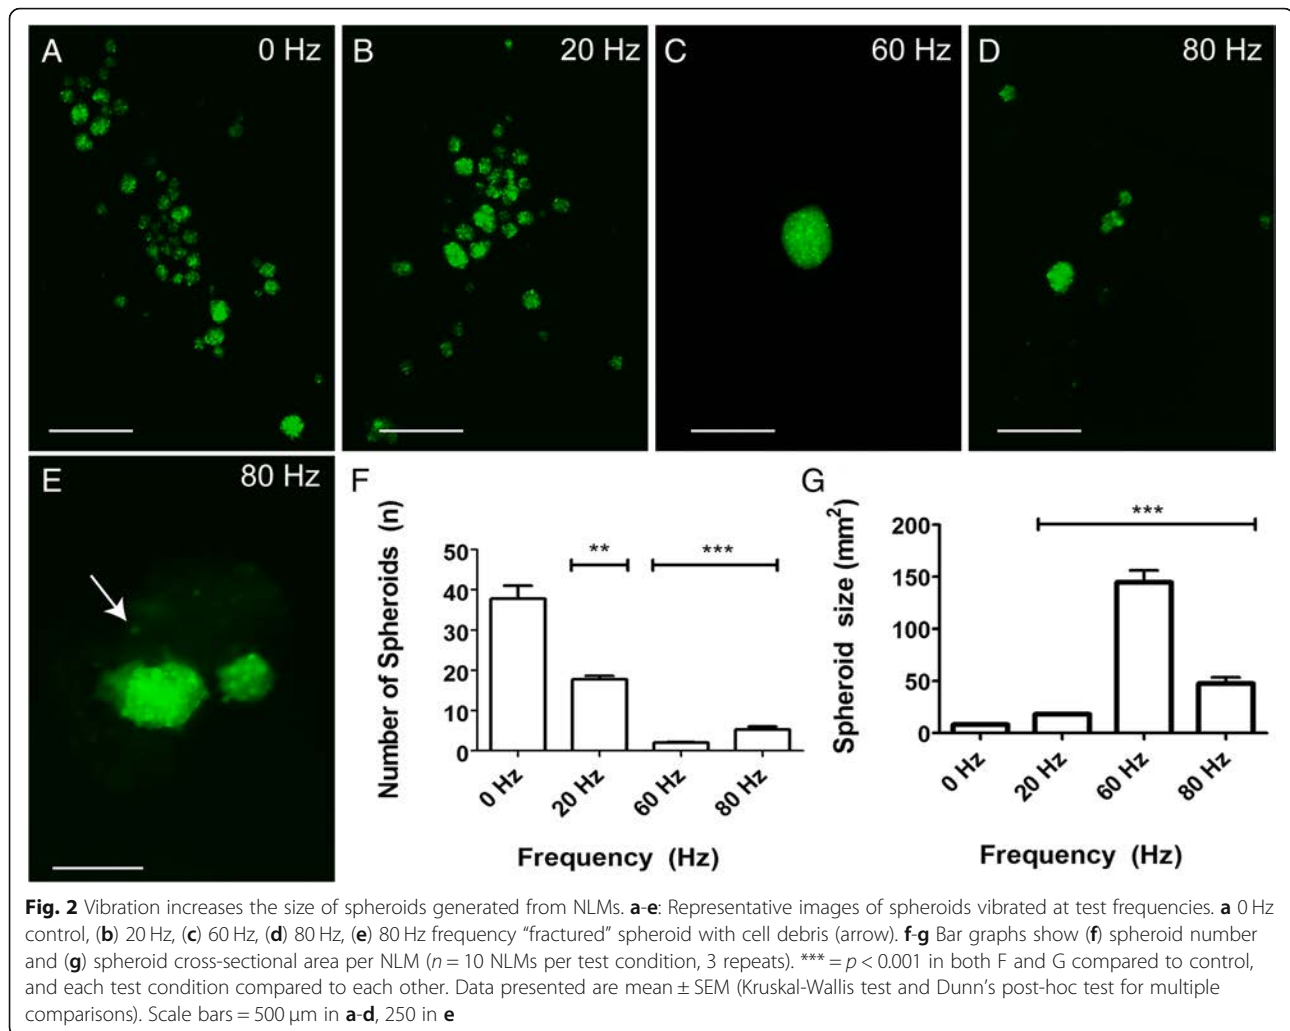 A 0 Hz
B 20 Hz
C 60 Hz
D 80 Hz
E 80 Hz
F
Number of Spheroids (n)
50
40
30
20
10
0
**
***
0 Hz
20 Hz
60 Hz
80 Hz
Frequency (Hz)
G
Spheroid size (mm²)
200
150
100
50
0
***
0 Hz
20 Hz
60 Hz
80 Hz
Frequency (Hz)
Fig. 2 Vibration increases the size of spheroids generated from NLMs. a-e: Representative images of spheroids vibrated at test frequencies. a 0 Hz
control, (b) 20 Hz, (c) 60 Hz, (d) 80 Hz, (e) 80 Hz frequency “fractured” spheroid with cell debris (arrow). f-g Bar graphs show (f) spheroid number
and (g) spheroid cross-sectional area per NLM (n = 10 NLMs per test condition, 3 repeats). *** = p < 0.001 in both F and G compared to control,
and each test condition compared to each other. Data presented are mean ± SEM (Kruskal-Wallis test and Dunn’s post-hoc test for multiple
comparisons). Scale bars = 500 μm in a-d, 250 in e